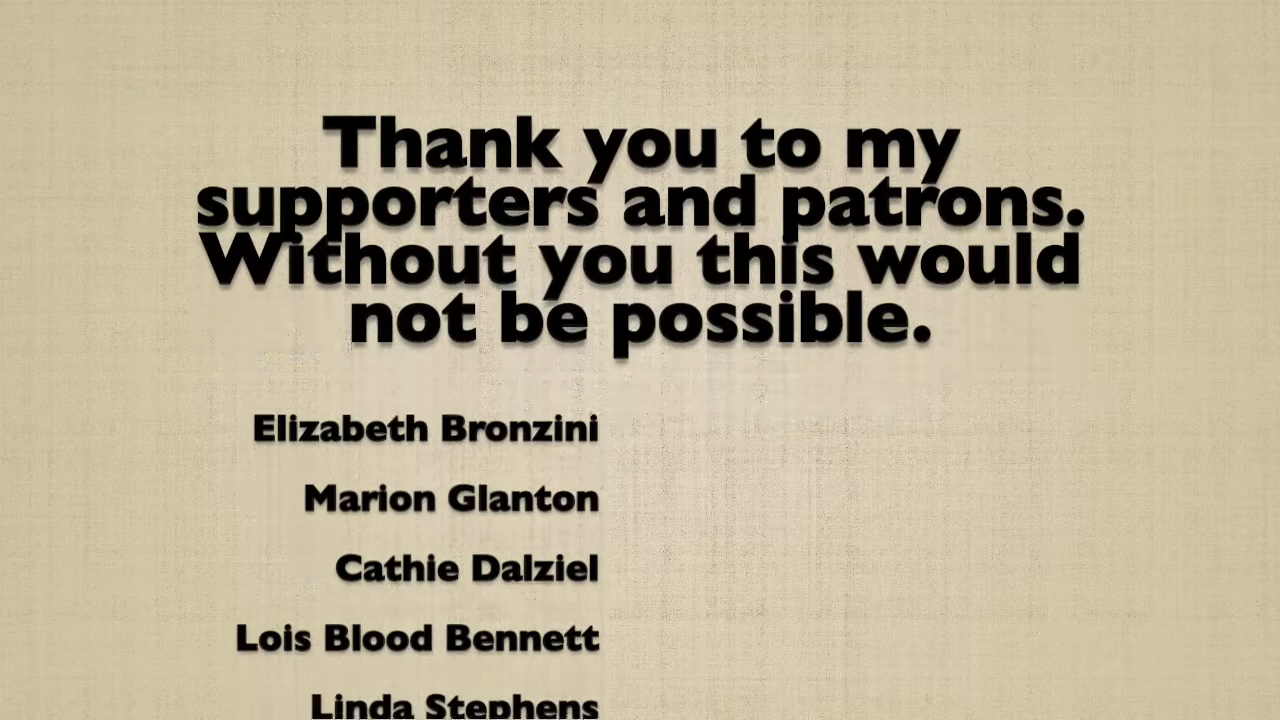 Thank you to my
supporters and patrons.
Without you this would
not be possible.
Elizabeth Bronzini
Marion Glanton
Cathie Dalziel
Lois Blood Bennett
Linda Stephens